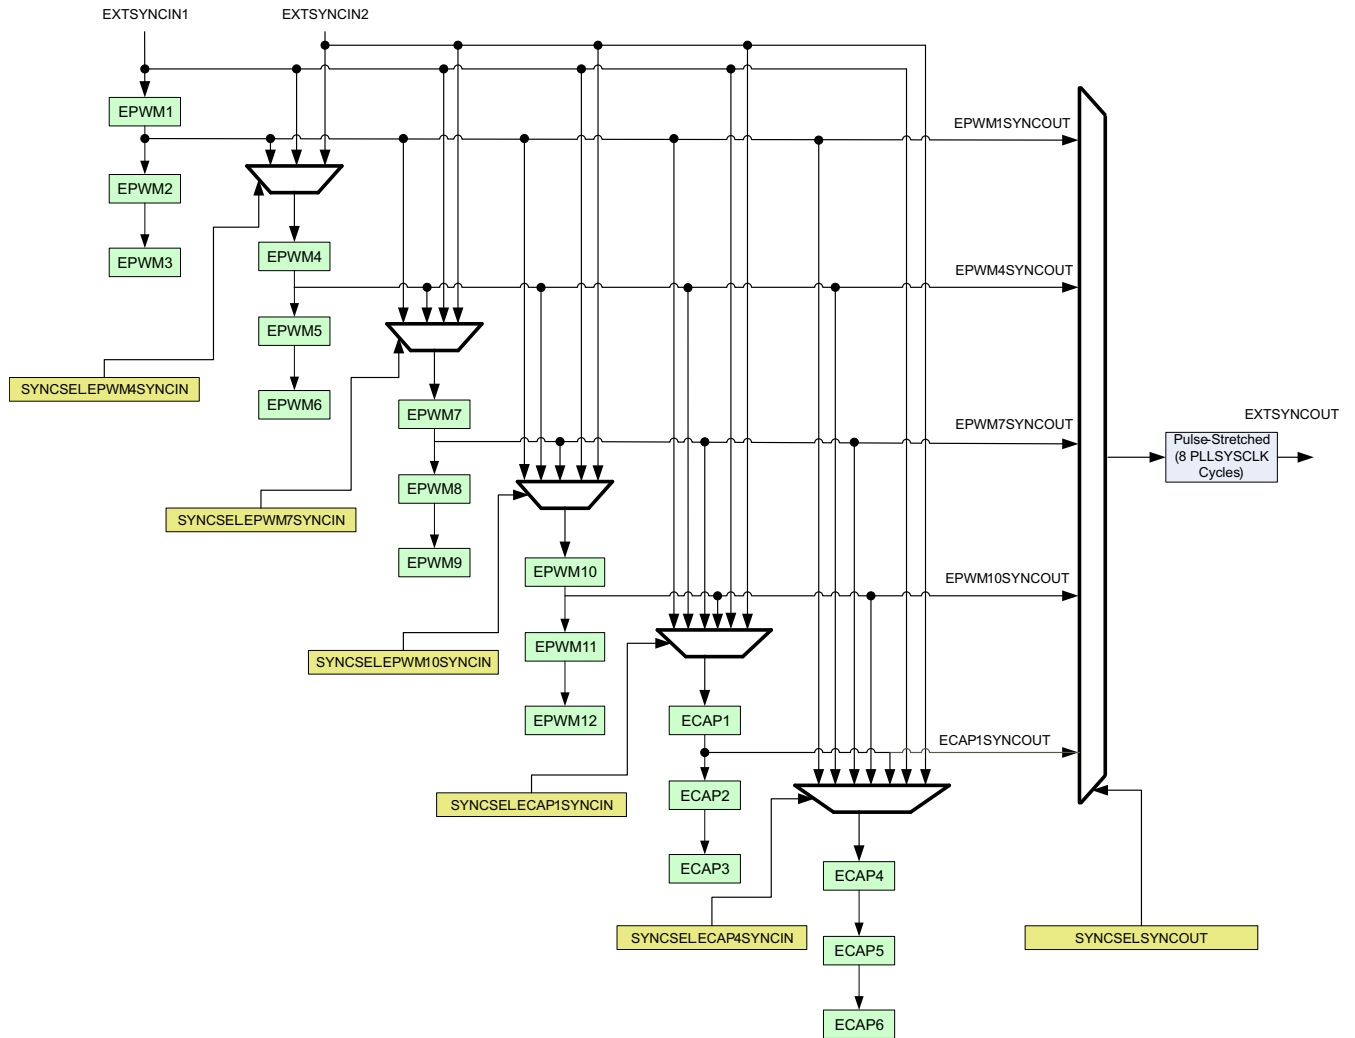 EXTSYNCIN1
EXTSYNCIN2
EPWM1
EPWM1SYNCOUT
EPWM2
EPWM3
EPWM4
EPWM4SYNCOUT
EPWM5
SYNCSELEPWM4SYNCIN
EPWM6
EPWM7
EPWM7SYNCOUT
EXTSYNCOUT
Pulse-Stretched
(8 PLLSYSCLK
Cycles)
EPWM8
SYNCSELEPWM7SYNCIN
EPWM9
EPWM10
EPWM10SYNCOUT
EPWM11
SYNCSELEPWM10SYNCIN
EPWM12
ECAP1
ECAP1SYNCOUT
ECAP2
SYNCSELECAP1SYNCIN
ECAP3
ECAP4
SYNCSELECAP4SYNCIN
SYNCSELSYNCOUT
ECAP5
ECAP6